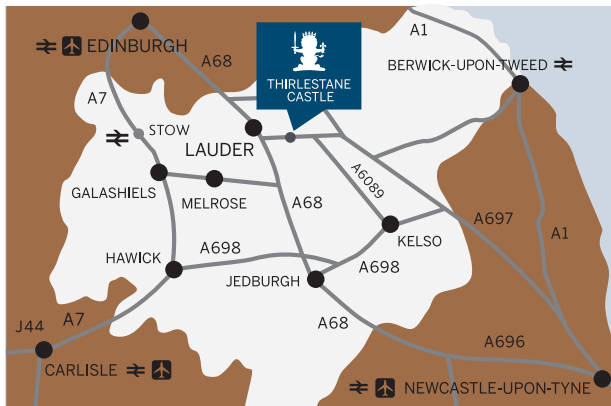 A1
EDINBURGH
A68
THIRLESTANE
CASTLE
BERWICK-UPON-TWEED
A7
STOW
LAUDER
GALASHIELS
MELROSE
A6089
A68
A697
A1
KELSO
A698
HAWICK
A698
JEDBURGH
A7
J44
A68
A696
CARLISLE
NEWCASTLE-UPON-TYNE